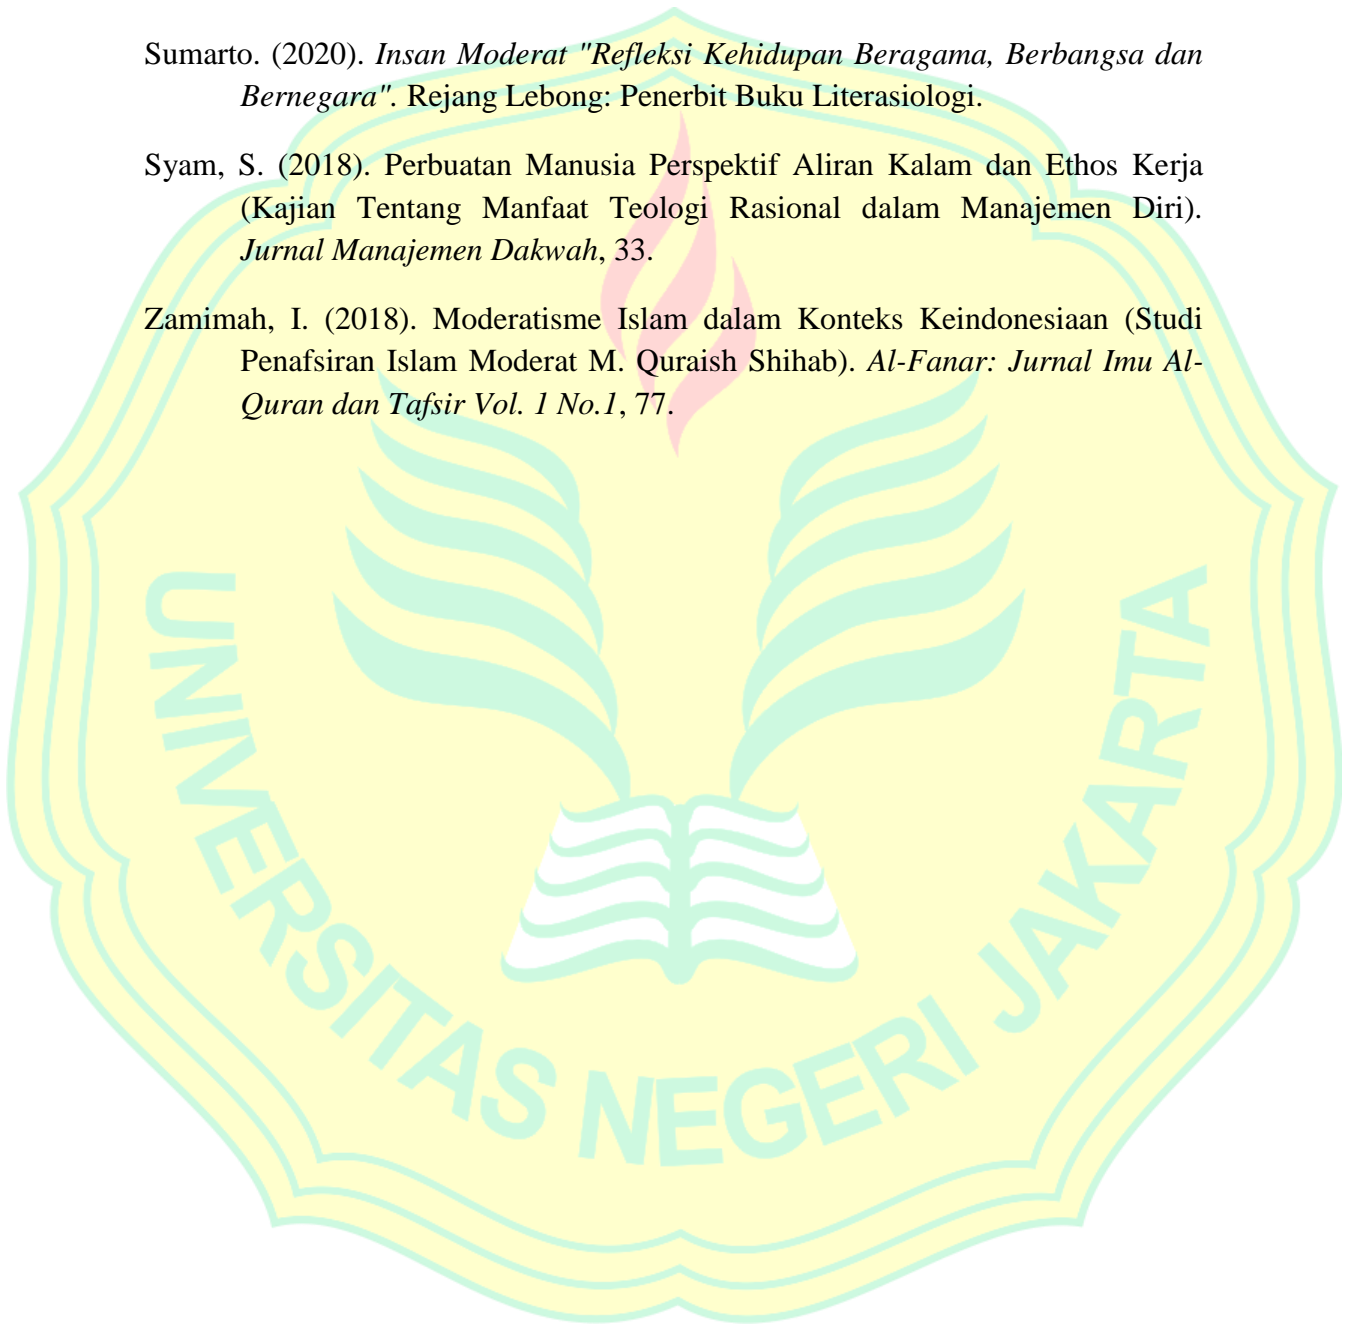 Sumarto. (2020). Insan Moderat "Refleksi Kehidupan Beragama, Berbangsa dan
Bernegara". Rejang Lebong: Penerbit Buku Literasiologi.
Syam, S. (2018). Perbuatan Manusia Perspektif Aliran Kalam dan Ethos Kerja
(Kajian Tentang Manfaat Teologi Rasional dalam Manajemen Diri).
Jurnal Manajemen Dakwah, 33.
Zamimah, I. (2018). Moderatisme Islam dalam Konteks Keindonesiaan (Studi
Penafsiran Islam Moderat M. Quraish Shihab). Al-Fanar: Jurnal Imu Al-
Quran dan Tafsir Vol. 1 No.1, 77.
UNIVERSITAS NEGERI JAKARTA